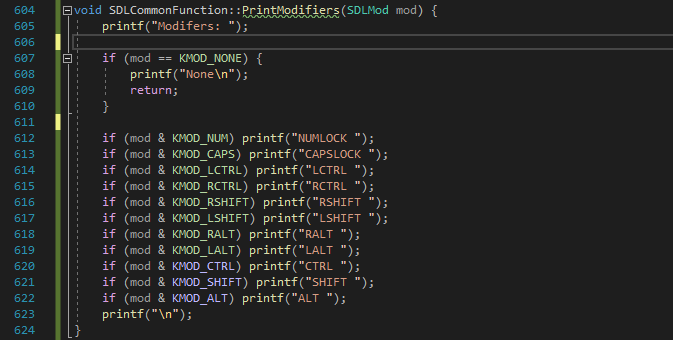 604 void SDLCommonFunction::PrintModifiers(SDLMod mod) {
605 printf("Modifers: ");
606
607 if (mod == KMOD_NONE) {
608 printf("None\n");
609 return;
610 }
611
612 if (mod & KMOD_NUM) printf("NUMLOCK ");
613 if (mod & KMOD_CAPS) printf("CAPSLOCK ");
614 if (mod & KMOD_LCTRL) printf("LCTRL ");
615 if (mod & KMOD_RCTRL) printf("RCTRL ");
616 if (mod & KMOD_RSHIFT) printf("RSHIFT ");
617 if (mod & KMOD_LSHIFT) printf("LSHIFT ");
618 if (mod & KMOD_RALT) printf("RALT ");
619 if (mod & KMOD_LALT) printf("LALT ");
620 if (mod & KMOD_CTRL) printf("CTRL ");
621 if (mod & KMOD_SHIFT) printf("SHIFT ");
622 if (mod & KMOD_ALT) printf("ALT ");
623 printf("\n");
624 }